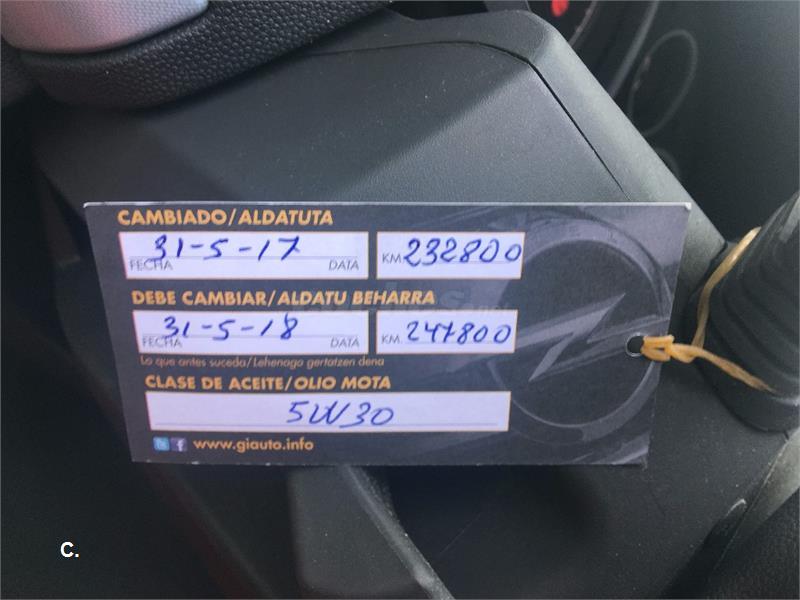 CAMBIADO/ALDATUTA
31-5-17 KM. 232800
FECHA DATA
DEBE CAMBIAR/ALDATU BEHARRA
31-5-18 KM. 247800
FECHA DATA
Lo que antes suceda/Lehenago gertatzen dena
CLASE DE ACEITE/OLIO MOTA
5W30
www.giauto.info
C.